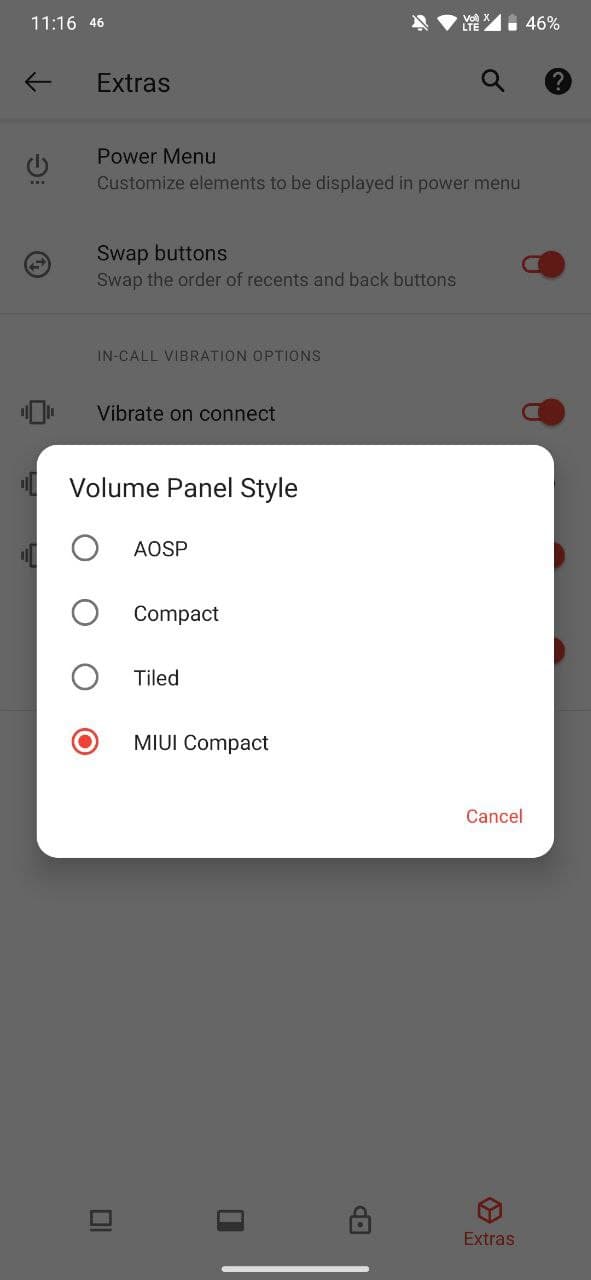 11:16 46 Vo) LTE X 46%
Extras
Power Menu
Customize elements to be displayed in power menu
Swap buttons
Swap the order of recents and back buttons
IN-CALL VIBRATION OPTIONS
Vibrate on connect
Volume Panel Style
AOSP
Compact
Tiled
MIUI Compact
Cancel
Extras